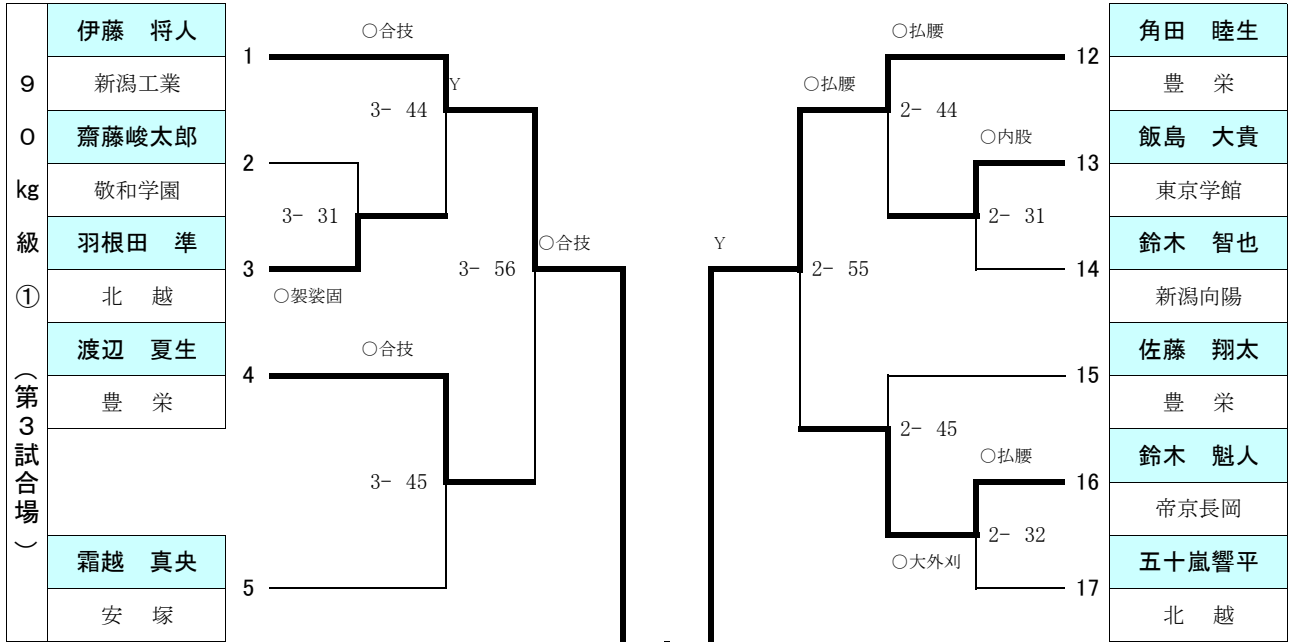 90kg級①（第3試合場）
伊藤　将人
新潟工業
1
○合技
Y
3- 44
齋藤峻太郎
敬和学園
2
3- 31
羽根田　準
北　越
3
○袈裟固
3- 56
○合技
渡辺　夏生
豊　栄
4
○合技
3- 45
霜越　真央
安　塚
5
○払腰
12
角田　睦生
豊　栄
○払腰
2- 44
○内股
13
飯島　大貴
東京学館
2- 31
14
鈴木　智也
新潟向陽
Y
2- 55
15
佐藤　翔太
豊　栄
2- 45
○払腰
16
鈴木　魁人
帝京長岡
2- 32
○大外刈
17
五十嵐響平
北　越